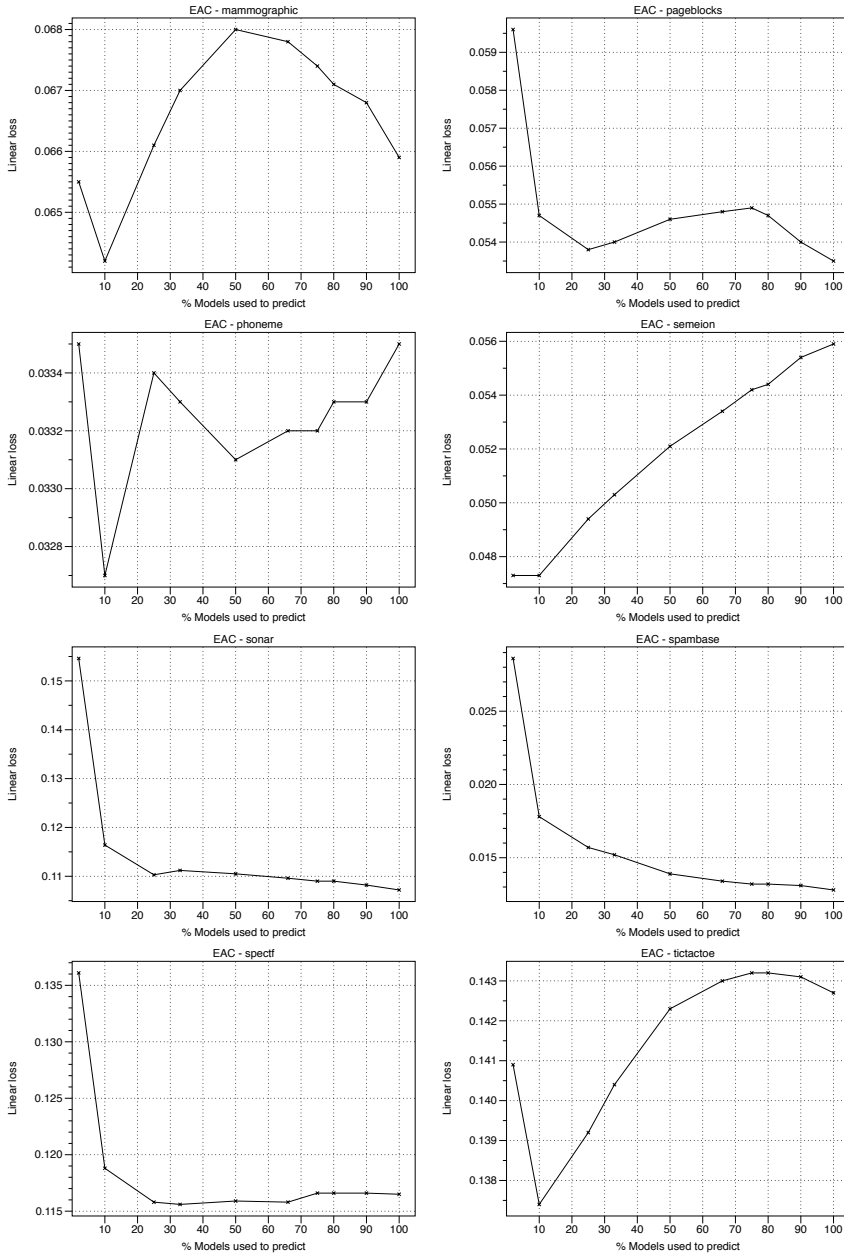 EAC - mammographic
0.068
0.067
0.066
0.065
Linear loss
10 20 30 40 50 60 70 80 90 100
% Models used to predict
EAC - pageblocks
0.059
0.058
0.057
0.056
0.055
0.054
Linear loss
10 20 30 40 50 60 70 80 90 100
% Models used to predict
EAC - phoneme
0.0334
0.0332
0.0330
0.0328
Linear loss
10 20 30 40 50 60 70 80 90 100
% Models used to predict
EAC - semeion
0.056
0.054
0.052
0.050
0.048
Linear loss
10 20 30 40 50 60 70 80 90 100
% Models used to predict
EAC - sonar
0.15
0.14
0.13
0.12
0.11
Linear loss
10 20 30 40 50 60 70 80 90 100
% Models used to predict
EAC - spambase
0.025
0.020
0.015
Linear loss
10 20 30 40 50 60 70 80 90 100
% Models used to predict
EAC - spectf
0.135
0.130
0.125
0.120
0.115
Linear loss
10 20 30 40 50 60 70 80 90 100
% Models used to predict
EAC - tictactoe
0.143
0.142
0.141
0.140
0.139
0.138
Linear loss
10 20 30 40 50 60 70 80 90 100
% Models used to predict